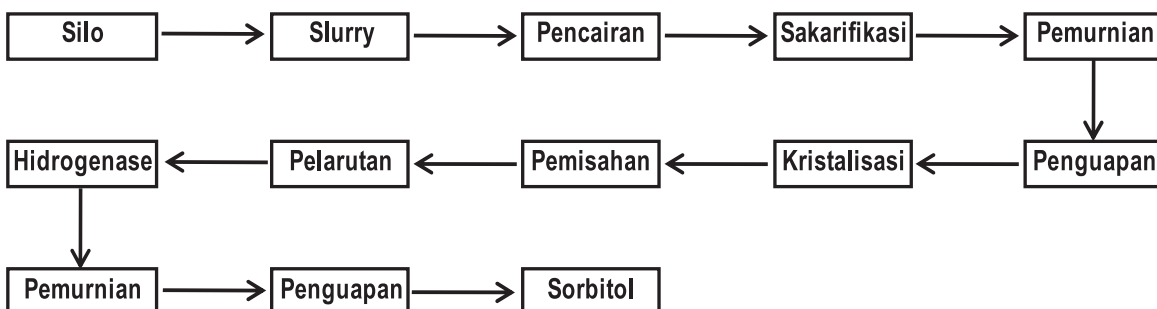 Silo
Slurry
Pencairan
Sakarifikasi
Pemurnian
Hidrogenase
Pelarutan
Pemisahan
Kristalisasi
Penguapan
Pemurnian
Penguapan
Sorbitol